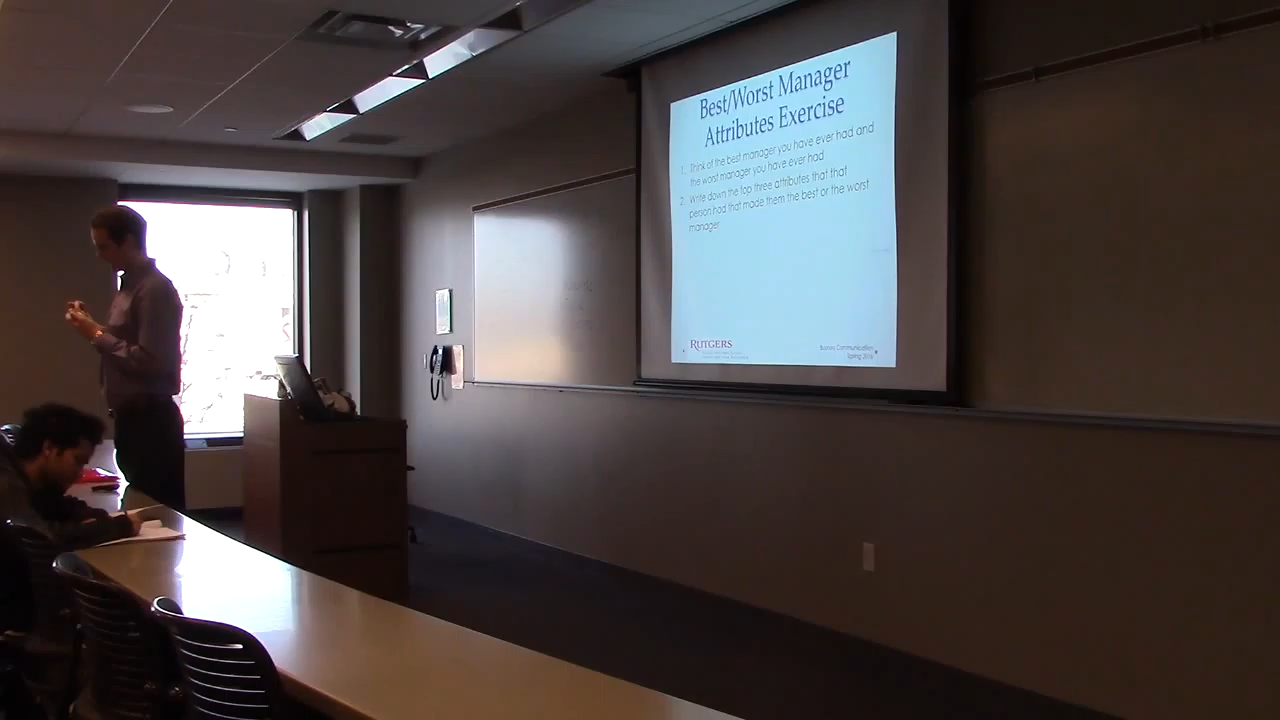 Best/Worst Manager
Attributes Exercise
1. Think of the best manager you have ever had and
the worst manager you have ever had
2. Write down the top three attributes that that
person had that made them the best or the worst
manager
RUTGERS
Business Communication
Spring 2016